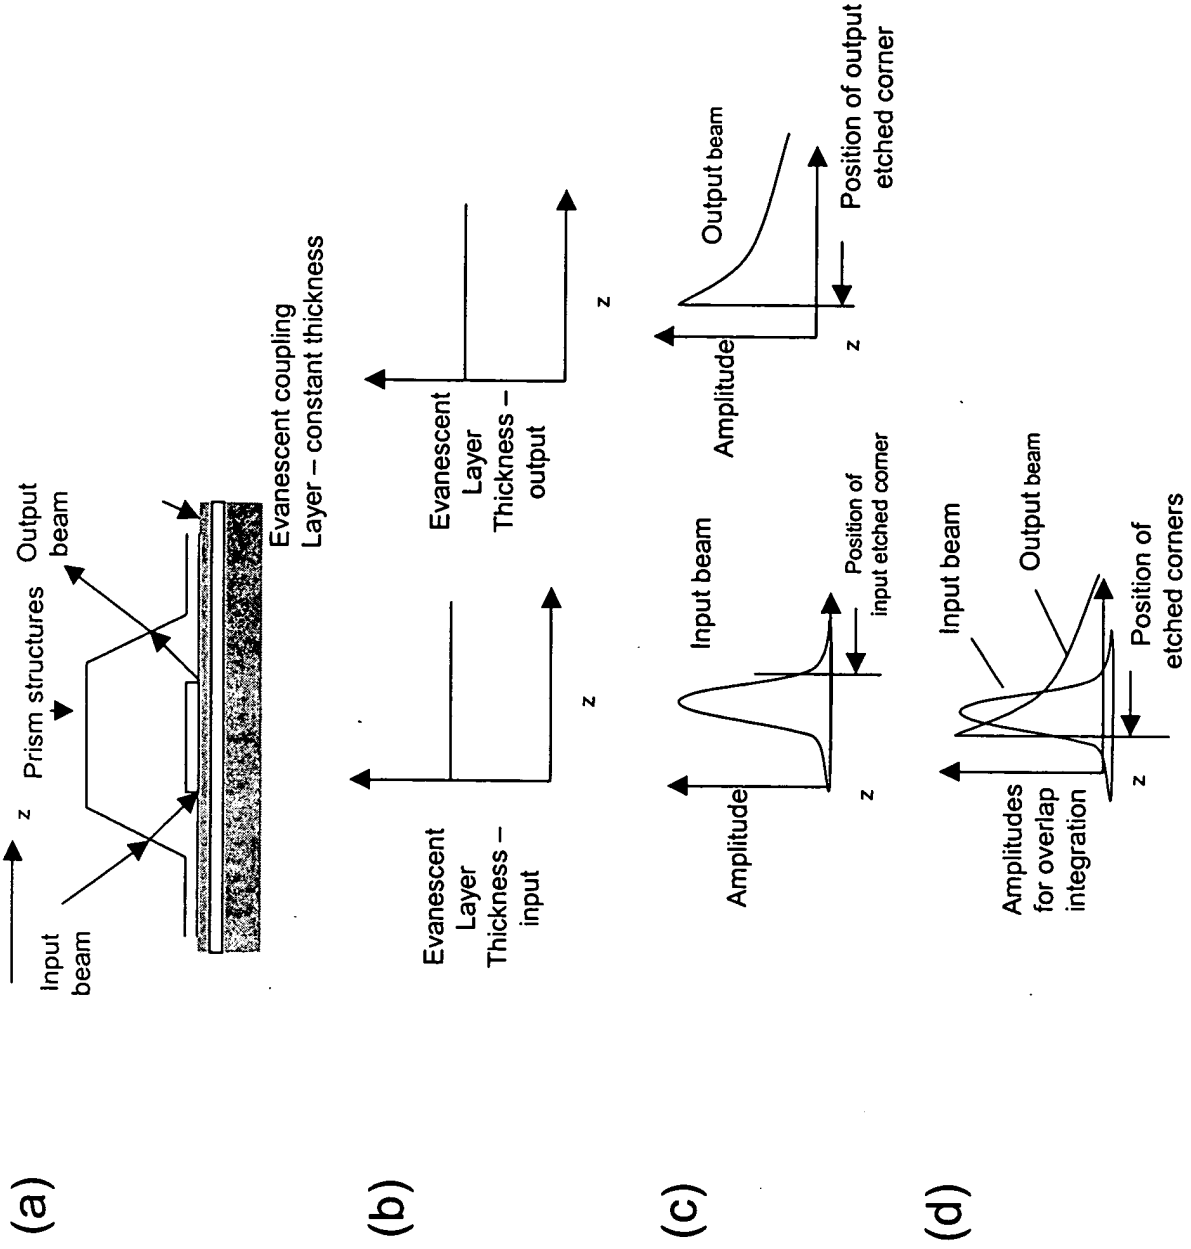 (a)
z
Prism structures
Output
beam
Input
beam
Evanescent coupling
Layer – constant thickness
(b)
Evanescent
Layer
Thickness –
input
z
Evanescent
Layer
Thickness –
output
z
(c)
Amplitude
Input beam
z
Position of
input etched corner
Amplitude
Output beam
z
Position of output
etched corner
(d)
Amplitudes
for overlap
integration
Input beam
Output beam
z
Position of
etched corners